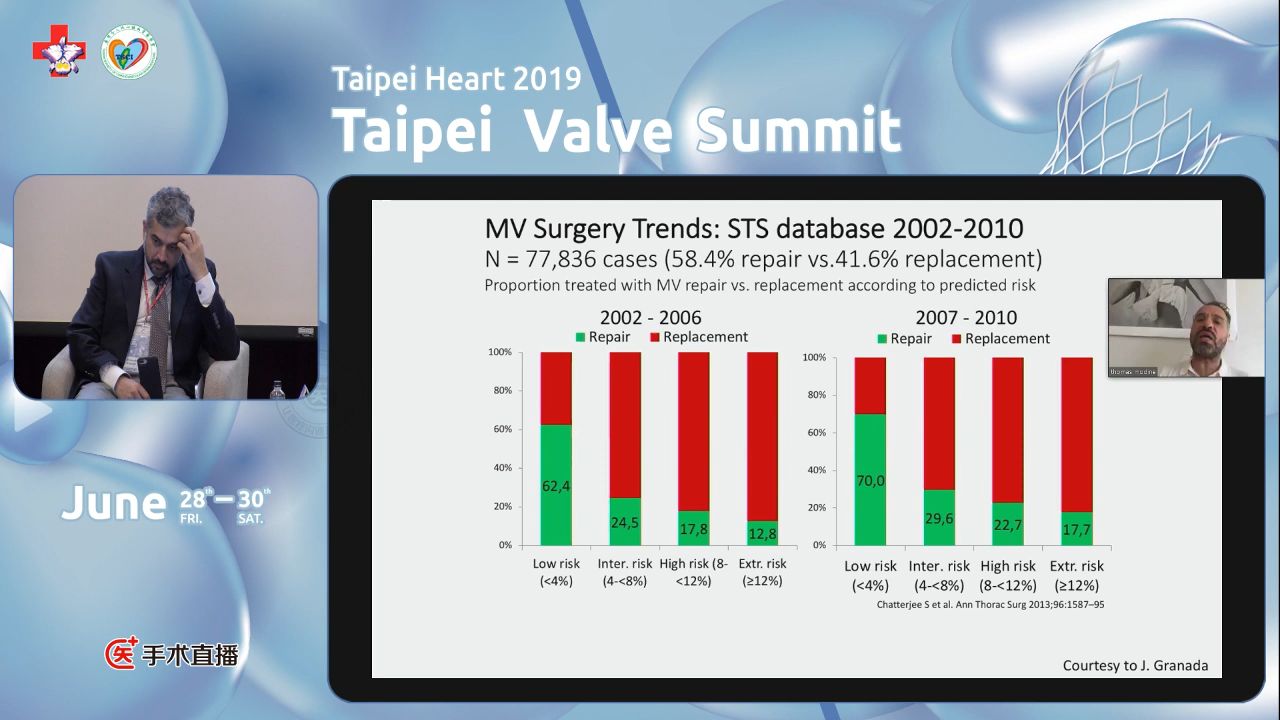 Taipei Heart 2019
Taipei Valve Summit
TSCI
June 28th – 30th
FRI. SAT.
医 手术直播
MV Surgery Trends: STS database 2002-2010
N = 77,836 cases (58.4% repair vs.41.6% replacement)
Proportion treated with MV repair vs. replacement according to predicted risk
2002 - 2006
Repair Replacement
100%
80%
60%
40%
20%
0%
62,4
24,5
17,8
12,8
Low risk (<4%)
Inter. risk (4-<8%)
High risk (8-<12%)
Extr. risk (≥12%)
2007 - 2010
Repair Replacement
100%
80%
60%
40%
20%
0%
70,0
29,6
22,7
17,7
Low risk (<4%)
Inter. risk (4-<8%)
High risk (8-<12%)
Extr. risk (≥12%)
Chatterjee S et al. Ann Thorac Surg 2013;96:1587–95
Courtesy to J. Granada
thomas modine